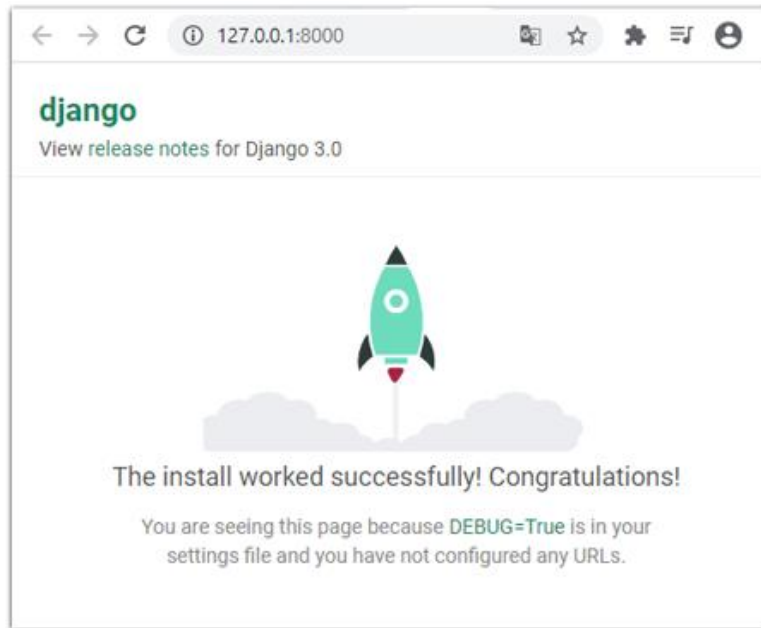 127.0.0.1:8000
django
View release notes for Django 3.0
The install worked successfully! Congratulations!
You are seeing this page because DEBUG=True is in your
settings file and you have not configured any URLs.